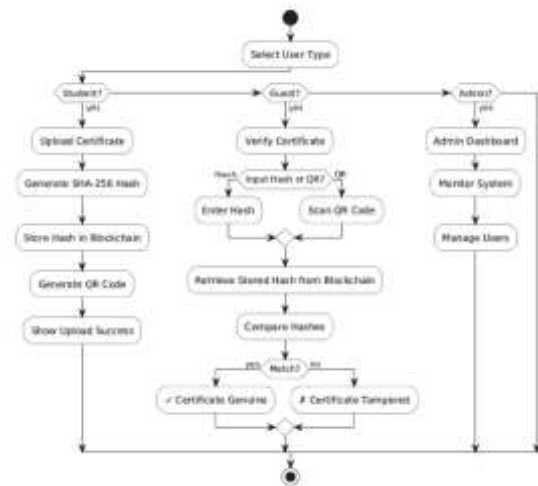 Select User Type
Student?
Guest?
Admin?
yes
yes
yes
Upload Certificate
Verify Certificate
Admin Dashboard
Generate SHA-256 Hash
Hash
Input Hash or QR?
QR
Monitor System
Enter Hash
Scan QR Code
Store Hash in Blockchain
Manage Users
Generate QR Code
Retrieve Stored Hash from Blockchain
Show Upload Success
Compare Hashes
yes
Match?
no
✓ Certificate Genuine
✗ Certificate Tampered